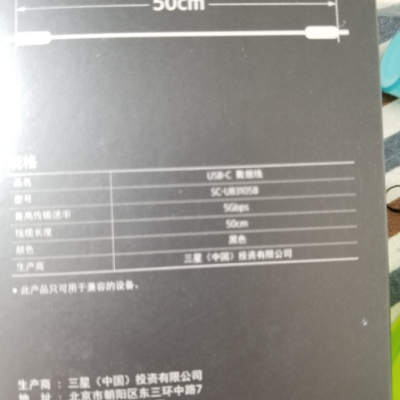 50cm
规格
品名 USB-C 数据线
型号
最高传输速率 5Gbps
线缆长度 50cm
颜色 黑色
生产商 三星（中国）投资有限公司
* 此产品只可用于兼容的设备。
生产商 : 三星（中国）投资有限公司
地 址 : 北京市朝阳区东三环中路7